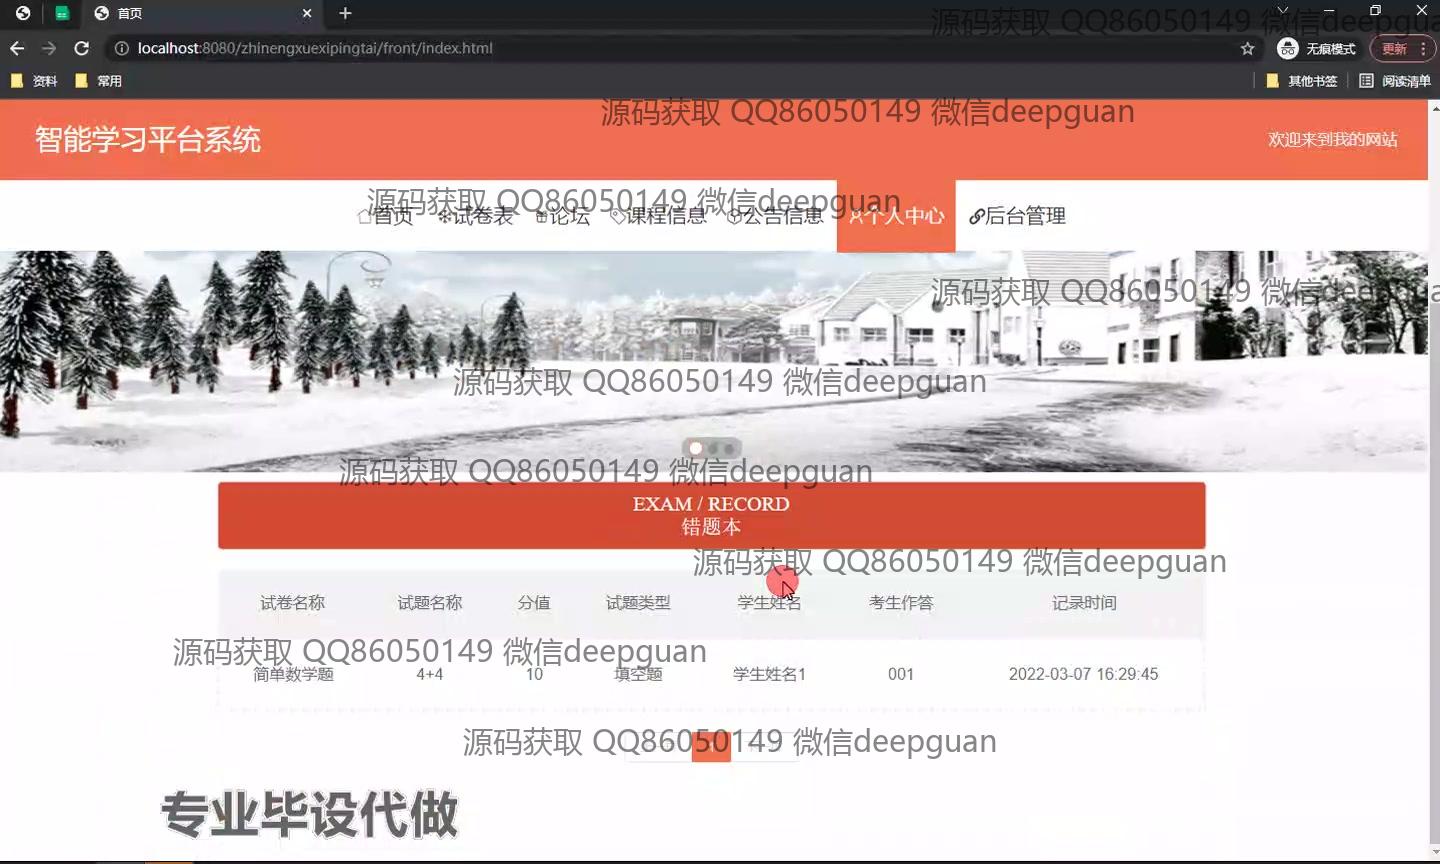 首页
localhost:8080/zhinengxuexipingtai/front/index.html
无痕模式
更新
资料
常用
其他书签
阅读清单
源码获取 QQ86050149 微信deepgua
源码获取 QQ86050149 微信deepguan
智能学习平台系统
欢迎来到我的网站
源码获取 QQ86050149 微信deepguan
首页 试卷表 论坛 课程信息 公告信息 个人中心 后台管理
源码获取 QQ86050149 微信deepgua
源码获取 QQ86050149 微信deepguan
源码获取 QQ86050149 微信deepguan
EXAM / RECORD
错题本
源码获取 QQ86050149 微信deepguan
试卷名称 试题名称 分值 试题类型 学生姓名 考生作答 记录时间
源码获取 QQ86050149 微信deepguan
简单数学题 4+4 10 填空题 学生姓名1 001 2022-03-07 16:29:45
源码获取 QQ86050149 微信deepguan
专业毕设代做